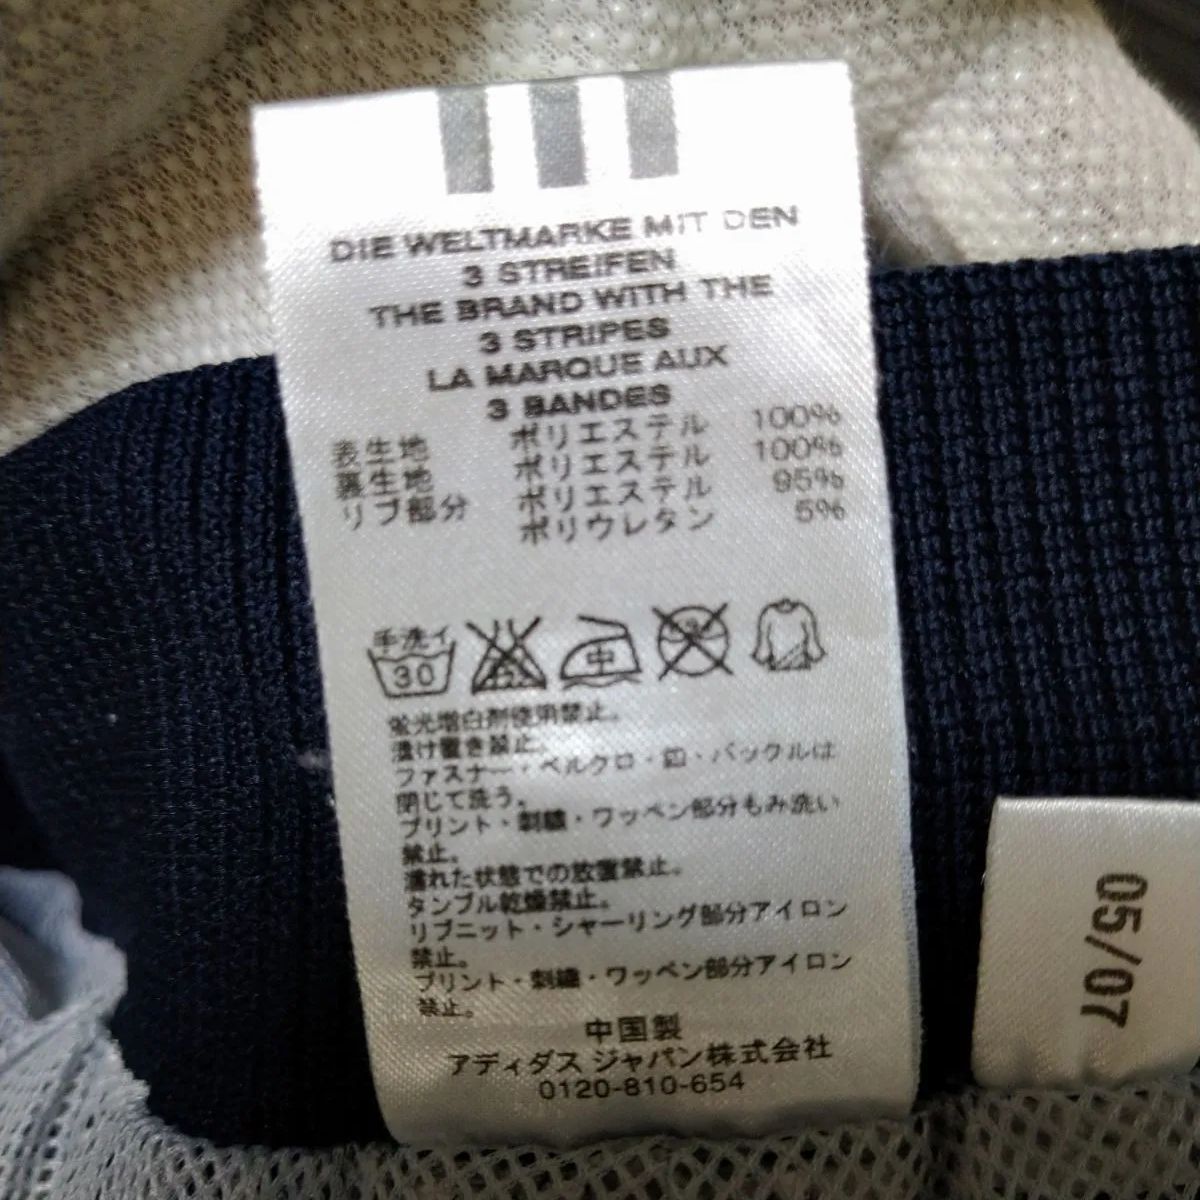 DIE WELTMARKE MIT DEN
3 STREIFEN
THE BRAND WITH THE
3 STRIPES
LA MARQUE AUX
3 BANDES
表生地 ポリエステル 100%
裏生地 ポリエステル 100%
リブ部分 ポリエステル 95%
ポリウレタン 5%
手洗イ
30
中
蛍光増白剤使用禁止。
漬け置き禁止。
ファスナー・ベルクロ・釦・バックルは
閉じて洗う。
プリント・刺繍・ワッペン部分もみ洗い
禁止。
濡れた状態での放置禁止。
タンブル乾燥禁止。
リブニット・シャーリング部分アイロン
禁止。
プリント・刺繍・ワッペン部分アイロン
禁止。
中国製
アディダス ジャパン株式会社
0120-810-654
05/07